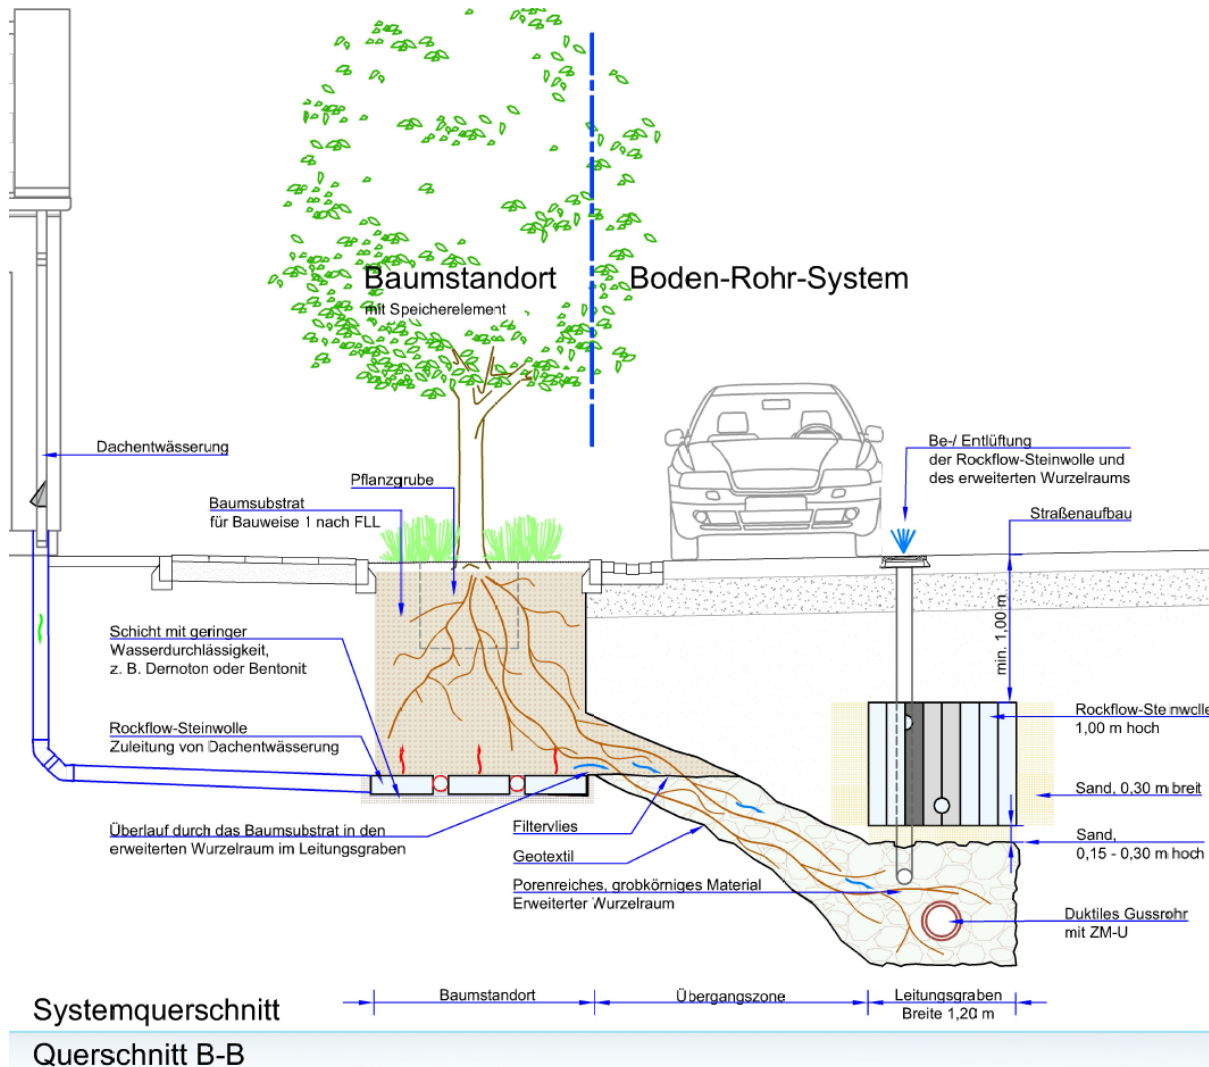 Baumstandort
mit Speicherelement
Boden-Rohr-System
Dachentwässerung
Pflanzgrube
Baumsubstrat
für Bauweise 1 nach FLL
Be-/ Entlüftung
der Rockflow-Steinwolle und
des erweiterten Wurzelraums
Straßenaufbau
min. 1,00 m
Schicht mit geringer
Wasserdurchlässigkeit,
z. B. Dernoton oder Bentonit
Rockflow-Steinwolle
Zuleitung von Dachentwässerung
Rockflow-Steinwolle
1,00 m hoch
Sand, 0,30 m breit
Sand,
0,15 - 0,30 m hoch
Überlauf durch das Baumsubstrat in den
erweiterten Wurzelraum im Leitungsgraben
Filtervlies
Geotextil
Porenreiches, grobkörniges Material
Erweiterter Wurzelraum
Duktiles Gussrohr
mit ZM-U
Baumstandort
Übergangszone
Leitungsgraben
Breite 1,20 m
Systemquerschnitt
Querschnitt B-B